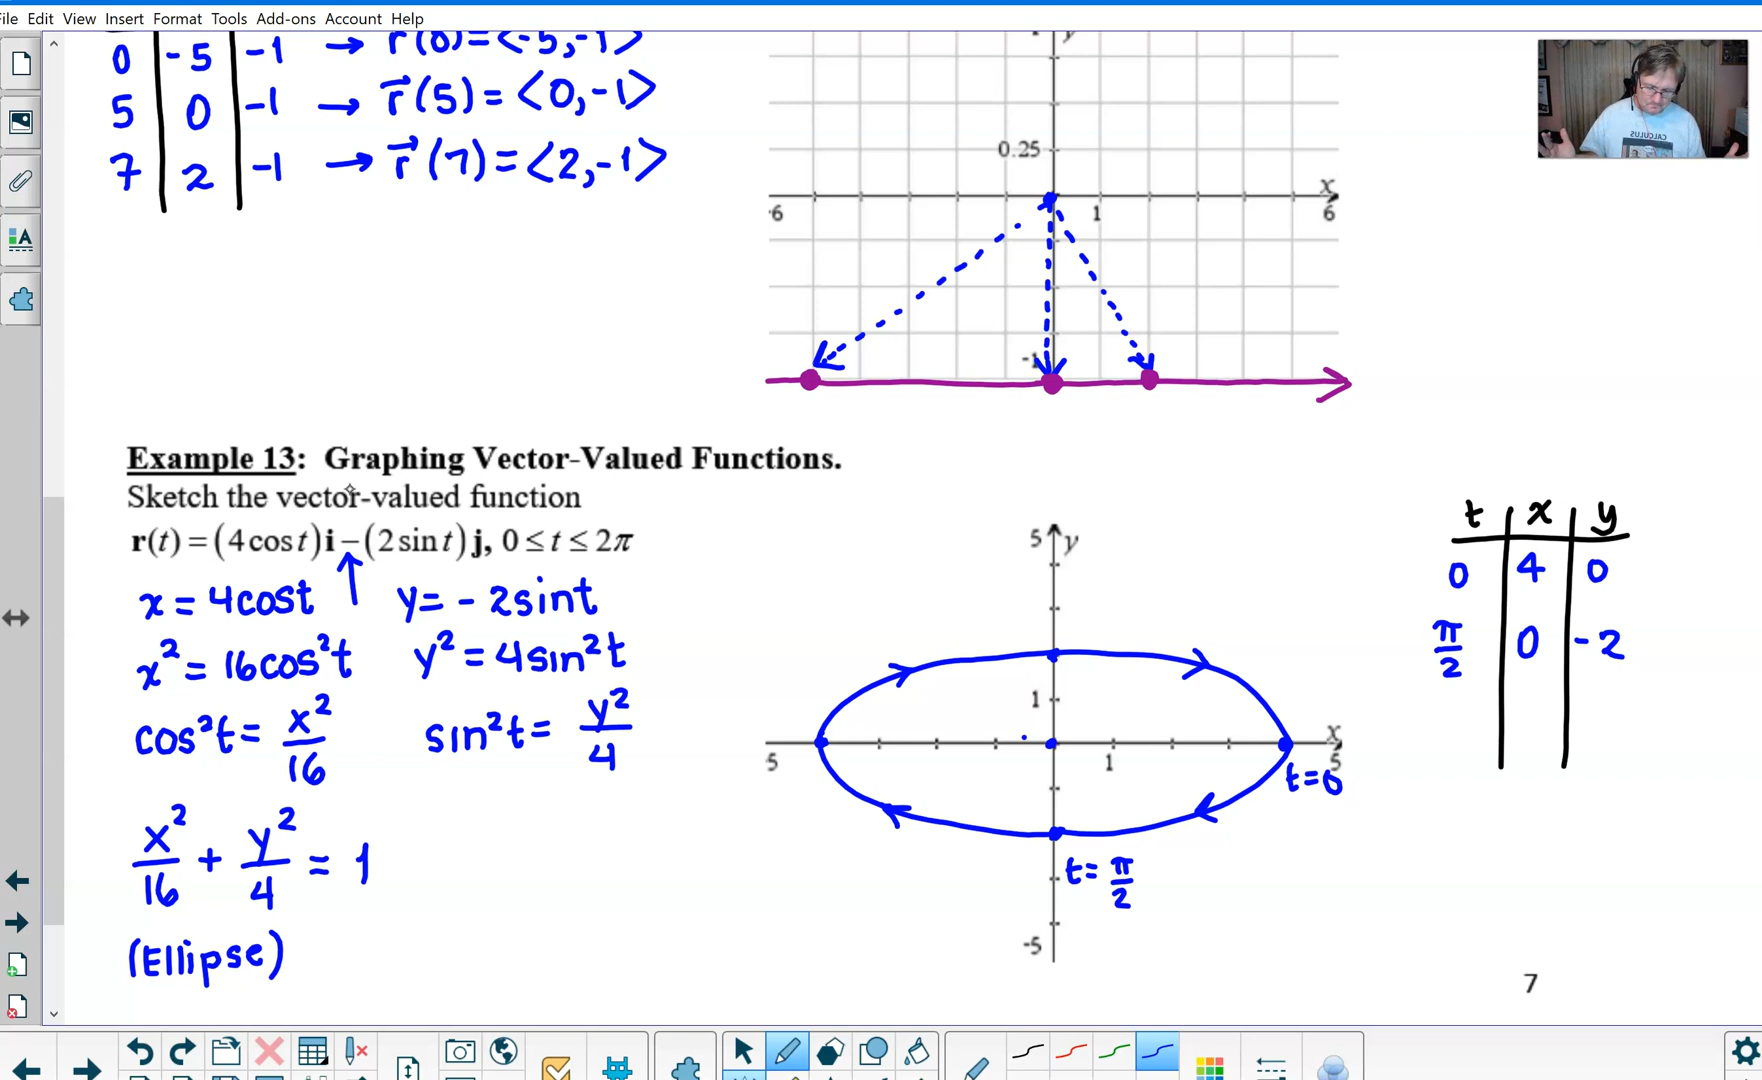 File Edit View Insert Format Tools Add-ons Account Help
0 -5 -1 → r(0)=<-5,-1>
5 0 -1 → r⃗(5)=<0,-1>
7 2 -1 → r⃗(7)=<2,-1>
y
0.25
x
-6 1 6
-1
Example 13: Graphing Vector-Valued Functions.
Sketch the vector-valued function
r(t)=(4cost)i−(2sint)j, 0≤t≤2π
x=4cost ↑ y=-2sint
x²=16cos²t y²=4sin²t
cos²t=x²/16 sin²t=y²/4
x²/16+y²/4=1
(Ellipse)
5 y
1
x
5 1 5
t=0
t=π/2
-5
t x y
0 4 0
π/2 0 -2
7
CALCULUS